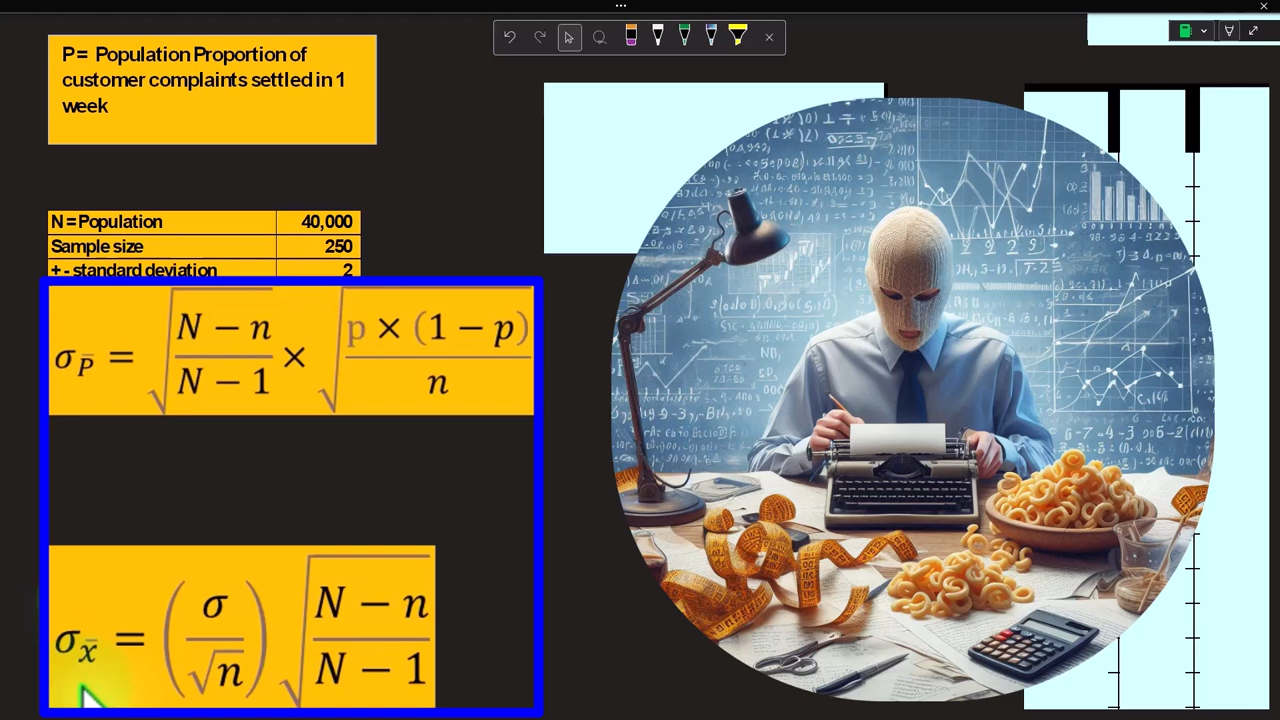 P = Population Proportion of
customer complaints settled in 1
week
N = Population 40,000
Sample size 250
+ - standard deviation 2
σ_P̄ = √((N − n)/(N − 1)) × √((p × (1 − p))/n)
σ_x̄ = (σ/√n) √((N − n)/(N − 1))